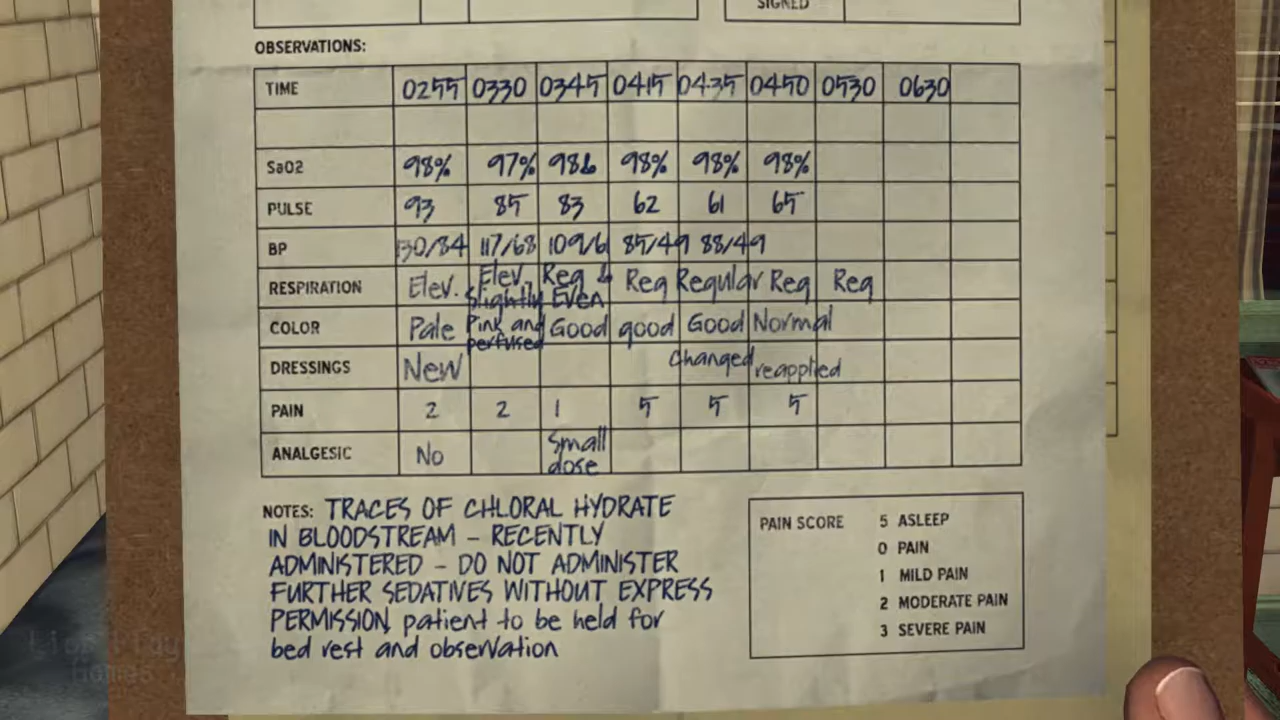 SIGNED
OBSERVATIONS:
TIME 0255 0330 0345 0415 0435 0450 0530 0630
SaO2 98% 97% 98% 98% 98% 98%
PULSE 93 85 83 62 61 65
BP 130/84 117/68 109/6 85/49 88/49
RESPIRATION Elev. Elev. Slightly Reg & Even Reg Regular Reg Reg
COLOR Pale Pink and perfused Good good Good Normal
DRESSINGS New Changed reapplied
PAIN 2 2 1 5 5 5
ANALGESIC No Small dose
NOTES: TRACES OF CHLORAL HYDRATE
IN BLOODSTREAM – RECENTLY
ADMINISTERED – DO NOT ADMINISTER
FURTHER SEDATIVES WITHOUT EXPRESS
PERMISSION, patient to be held for
bed rest and observation
PAIN SCORE 5 ASLEEP
0 PAIN
1 MILD PAIN
2 MODERATE PAIN
3 SEVERE PAIN